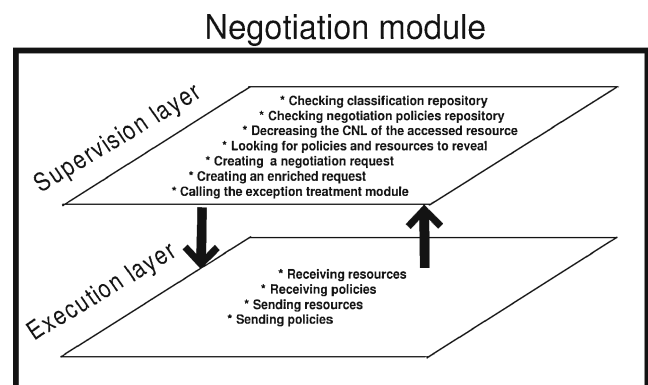 Negotiation module
Supervision layer
* Checking classification repository
* Checking negotiation policies repository
* Decreasing the CNL of the accessed resource
* Looking for policies and resources to reveal
* Creating a negotiation request
* Creating an enriched request
* Calling the exception treatment module
Execution layer
* Receiving resources
* Receiving policies
* Sending resources
* Sending policies